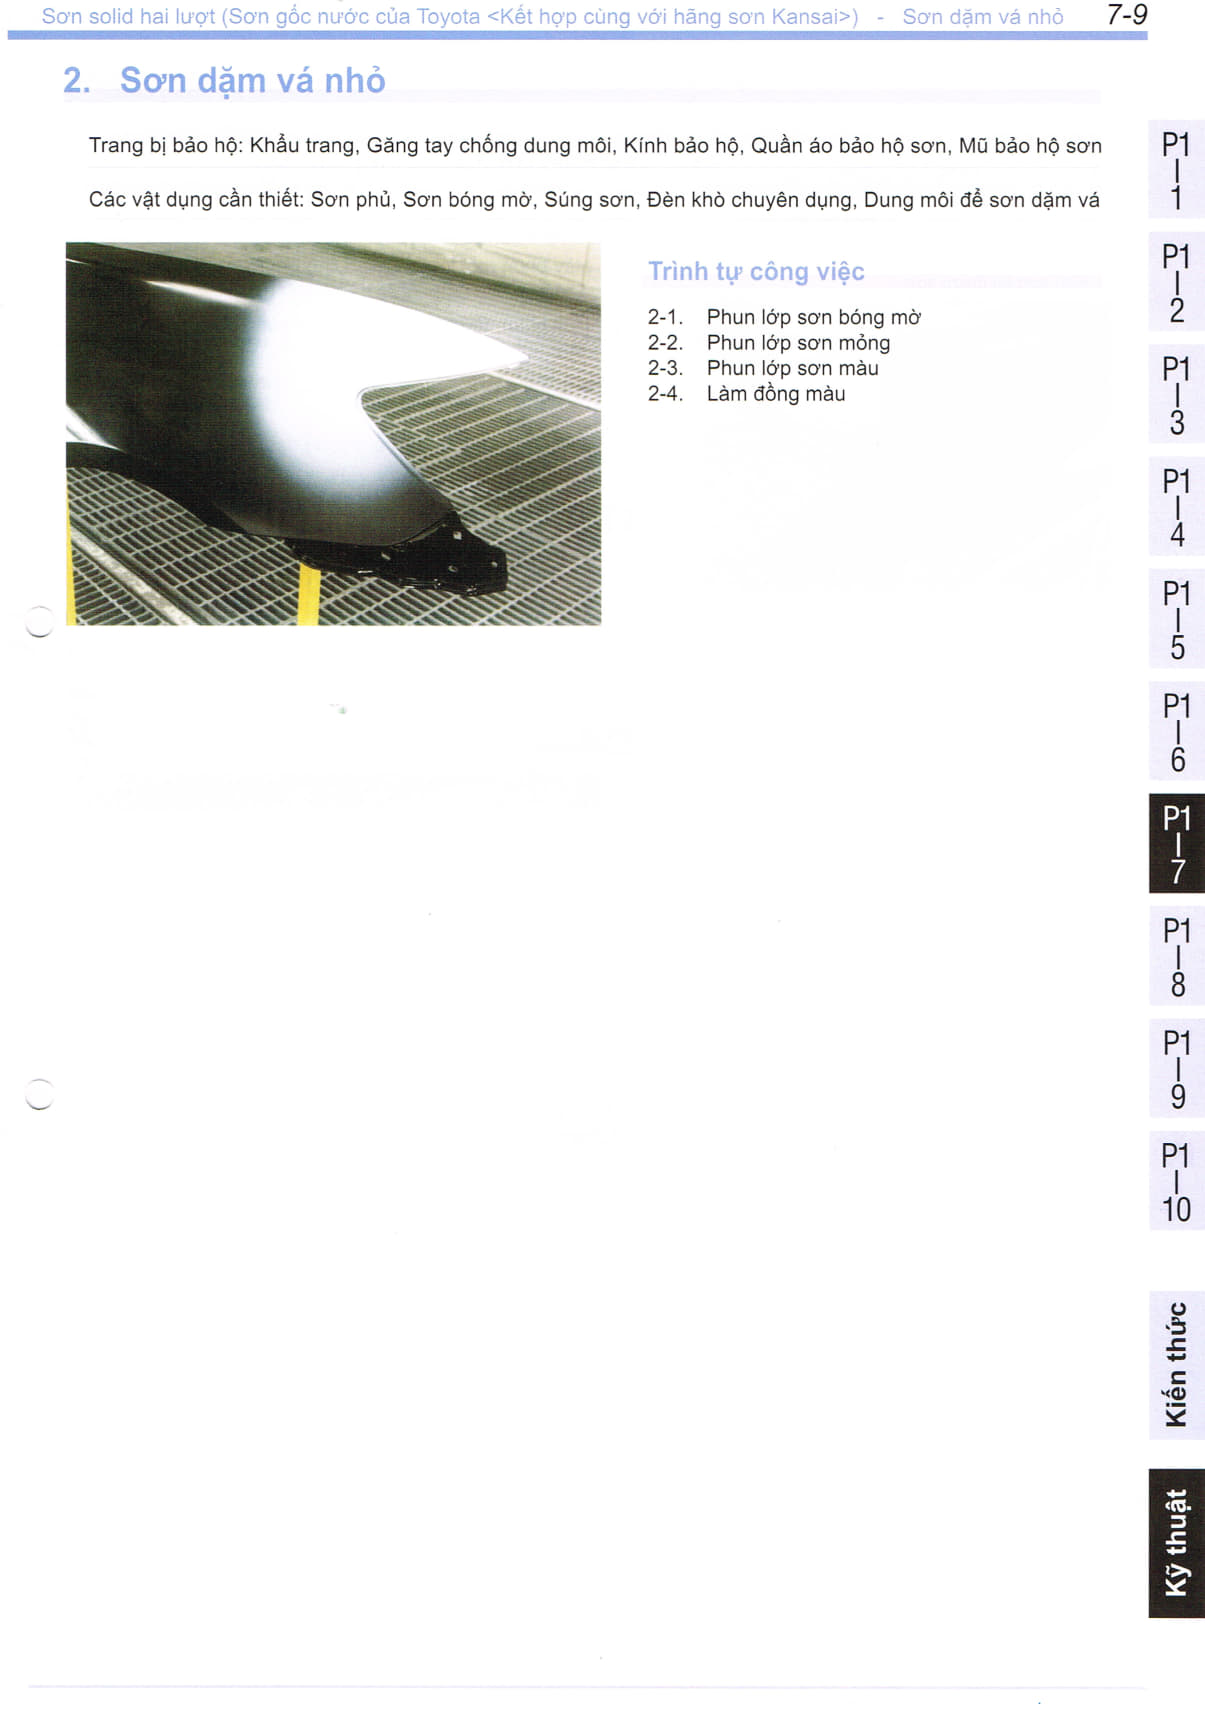 Sơn solid hai lượt (Sơn gốc nước của Toyota <Kết hợp cùng với hãng sơn Kansai>) - Sơn dặm vá nhỏ 7-9
2. Sơn dặm vá nhỏ
Trang bị bảo hộ: Khẩu trang, Găng tay chống dung môi, Kính bảo hộ, Quần áo bảo hộ sơn, Mũ bảo hộ sơn
Các vật dụng cần thiết: Sơn phủ, Sơn bóng mờ, Súng sơn, Đèn khò chuyên dụng, Dung môi để sơn dặm vá
Trình tự công việc
2-1. Phun lớp sơn bóng mờ
2-2. Phun lớp sơn mỏng
2-3. Phun lớp sơn màu
2-4. Làm đồng màu
P1
1
P1
2
P1
3
P1
4
P1
5
P1
6
P1
7
P1
8
P1
9
P1
10
Kiến thức
Kỹ thuật